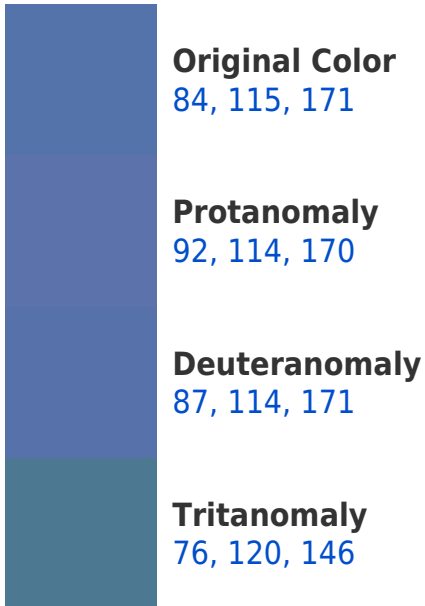 Original Color
84, 115, 171
Protanomaly
92, 114, 170
Deuteranomaly
87, 114, 171
Tritanomaly
76, 120, 146